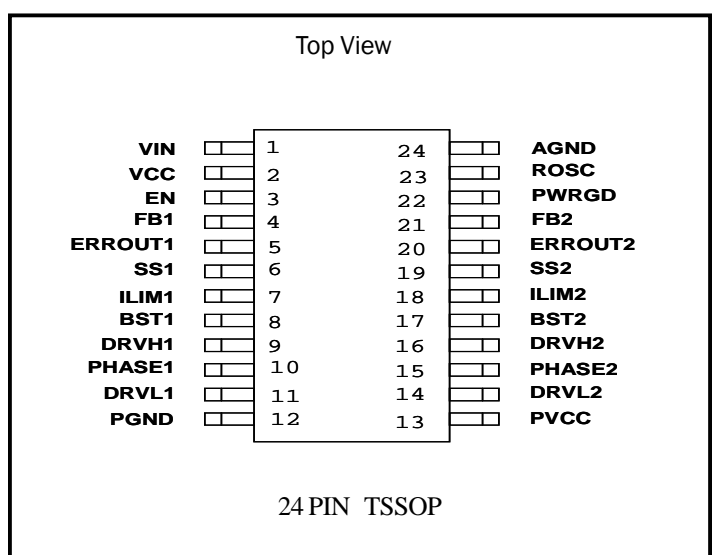 Top View
VIN 1 24 AGND
VCC 2 23 ROSC
EN 3 22 PWRGD
FB1 4 21 FB2
ERROUT1 5 20 ERROUT2
SS1 6 19 SS2
ILIM1 7 18 ILIM2
BST1 8 17 BST2
DRVH1 9 16 DRVH2
PHASE1 10 15 PHASE2
DRVL1 11 14 DRVL2
PGND 12 13 PVCC
24 PIN TSSOP